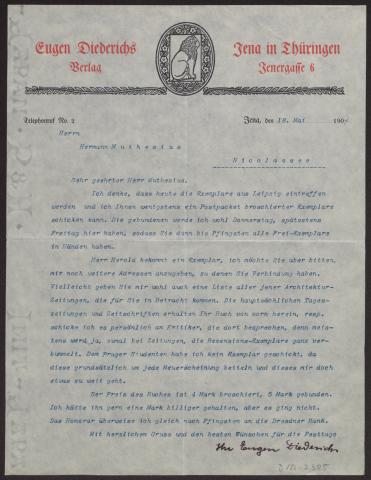 Eugen Diederichs
Verlag
Jena in Thüringen
Jenergasse 6
Telephonruf No. 2
Jena, den 18. Mai 190
Herrn
Hermann Muthesius
Nicolassee
Sehr geehrter Herr Muthesius.
Ich denke, dass heute die Exemplare aus Leipzig eintreffen
werden und ich Ihnen wenigstens ein Postpacket broschierter Exemplare
schicken kann. Die gebundenen werde ich wohl Donnerstag, spätestens
Freitag hier haben, sodass Sie dann bis Pfingsten alle Frei-Exemplare
in Händen haben.
Herr Herald bekommt ein Exemplar, ich möchte Sie aber bitten,
mir noch weitere Adressen anzugeben, zu denen Sie Verbindung haben.
Vielleicht geben Sie mir wohl auch eine Liste aller jener Architektur-
Zeitungen, die für Sie in Betracht kommen. Die hauptsächlichen Tages-
zeitungen und Zeitschriften erhalten Ihr Buch von vorn herein, resp.
schicke ich es persönlich an Kritiker, die dort besprechen, denn meis-
tens werden ja, zumal bei Zeitungen, die Rezensions-Exemplare ganz ver-
bummelt. Dem Prager Studenten habe ich kein Exemplar geschickt, da
diese grundsätzlich um jede Neuerscheinung betteln und dieses mir doch
etwas zu weit geht.
Der Preis des Buches ist 4 Mark broschiert, 5 Mark gebunden.
Ich hätte ihn gern eine Mark billiger gehalten, aber es ging nicht.
Das Honorar überweise ich gleich nach Pfingsten an die Dresdner Bank.
Mit herzlichem Gruss und den besten Wünschen für die Festtage
Ihr Eugen Diederichs